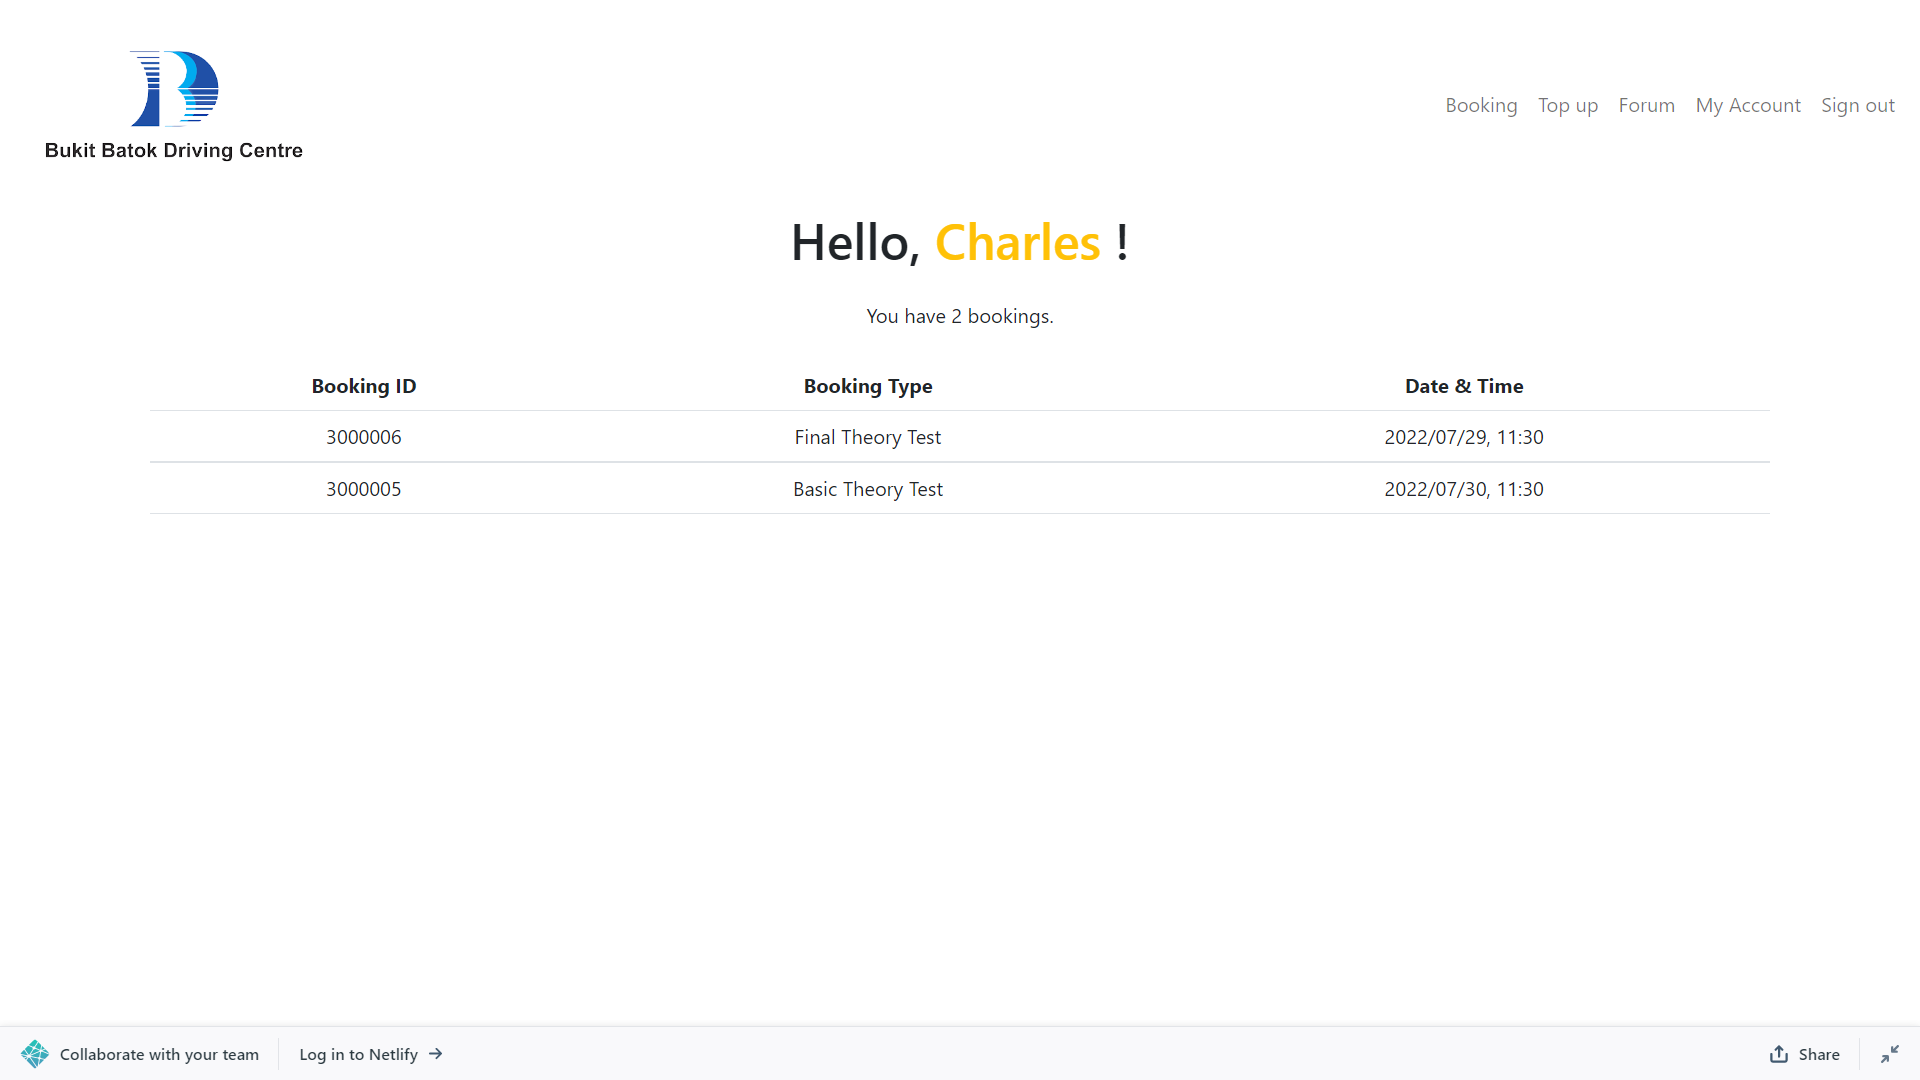 Bukit Batok Driving Centre
Booking Top up Forum My Account Sign out
Hello, Charles !
You have 2 bookings.
Booking ID Booking Type Date & Time
3000006 Final Theory Test 2022/07/29, 11:30
3000005 Basic Theory Test 2022/07/30, 11:30
Collaborate with your team Log in to Netlify → Share